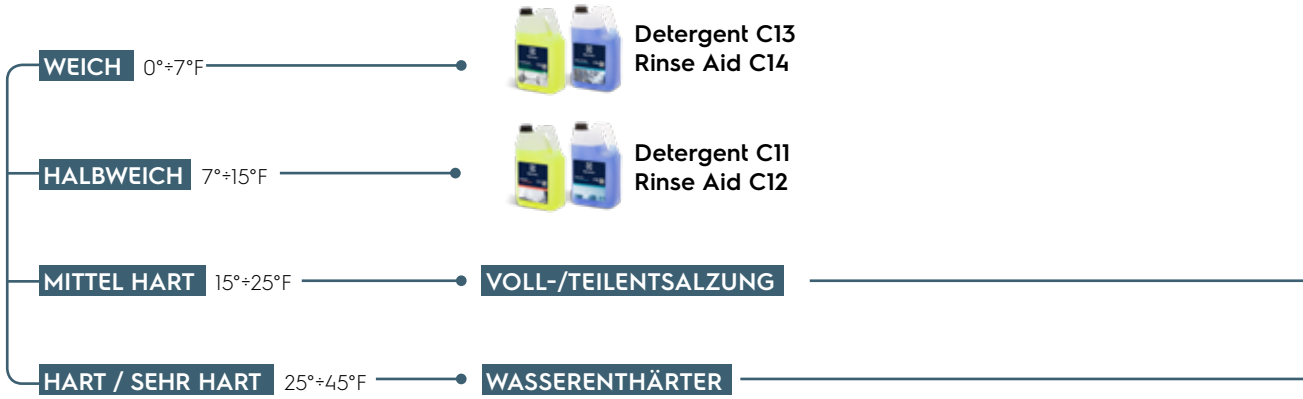 Detergent C13
WEICH 0°÷7°F
Rinse Aid C14
Detergent C11
HALBWEICH 7°÷15°F
Rinse Aid C12
MITTEL HART 15°÷25°F VOLL-/TEILENTSALZUNG
HART / SEHR HART 25°÷45°F WASSERENTHÄRTER